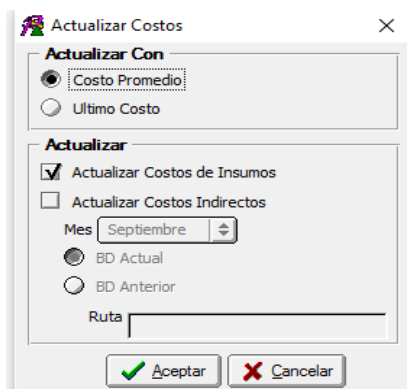 Actualizar Costos
Actualizar Con
Costo Promedio
Ultimo Costo
Actualizar
Actualizar Costos de Insumos
Actualizar Costos Indirectos
Mes Septiembre
BD Actual
BD Anterior
Ruta
Aceptar Cancelar